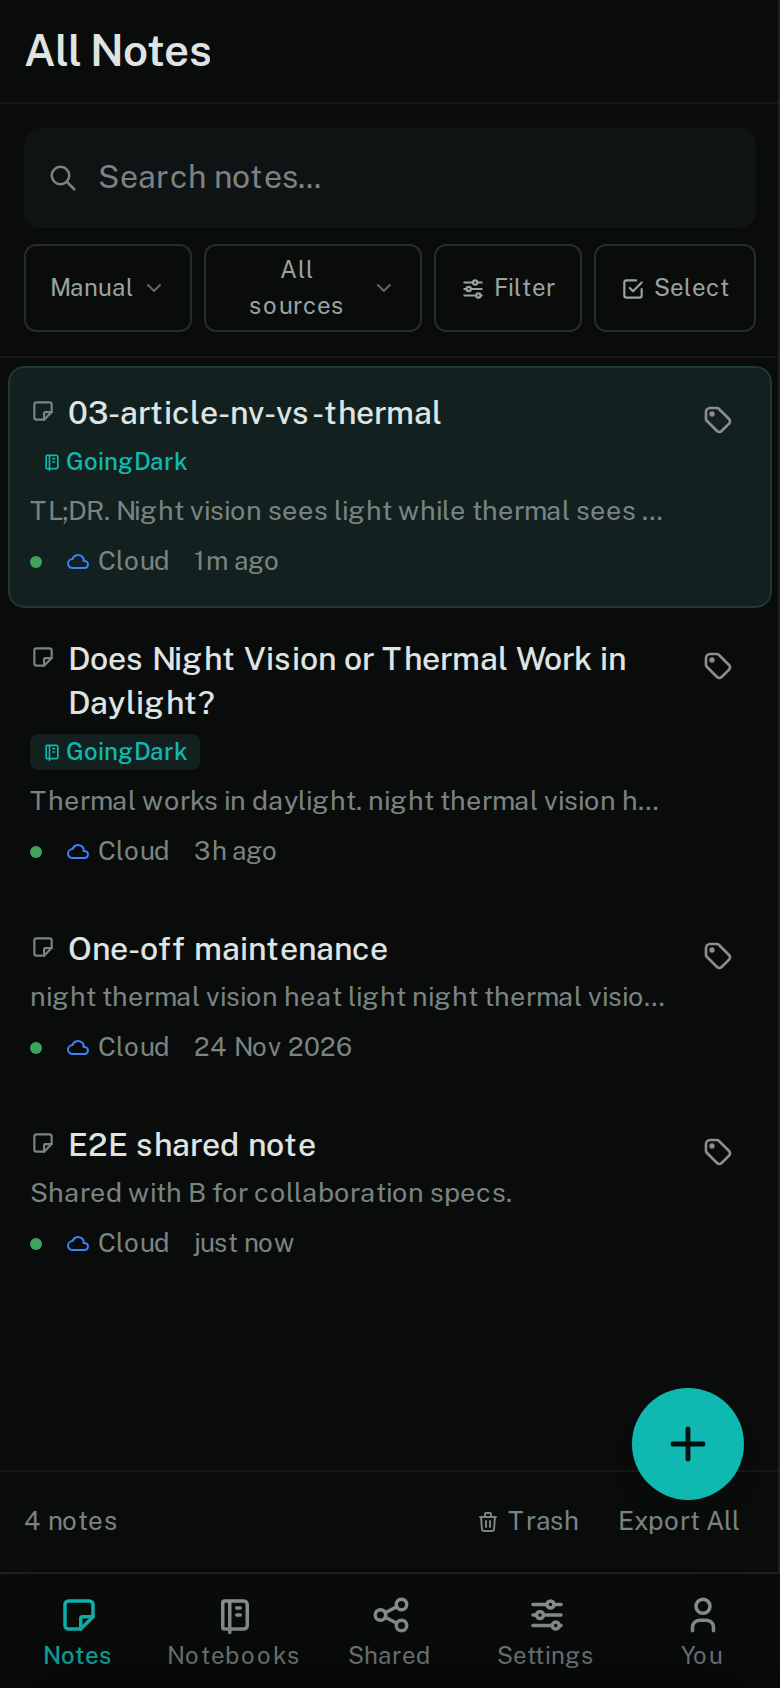 All Notes
Search notes...
Manual
All
sources
Filter
Select
03-article-nv-vs-thermal
GoingDark
TL;DR. Night vision sees light while thermal sees ...
Cloud 1m ago
Does Night Vision or Thermal Work in
Daylight?
GoingDark
Thermal works in daylight. night thermal vision h...
Cloud 3h ago
One-off maintenance
night thermal vision heat light night thermal visio...
Cloud 24 Nov 2026
E2E shared note
Shared with B for collaboration specs.
Cloud just now
4 notes
Trash
Export All
Notes
Notebooks
Shared
Settings
You